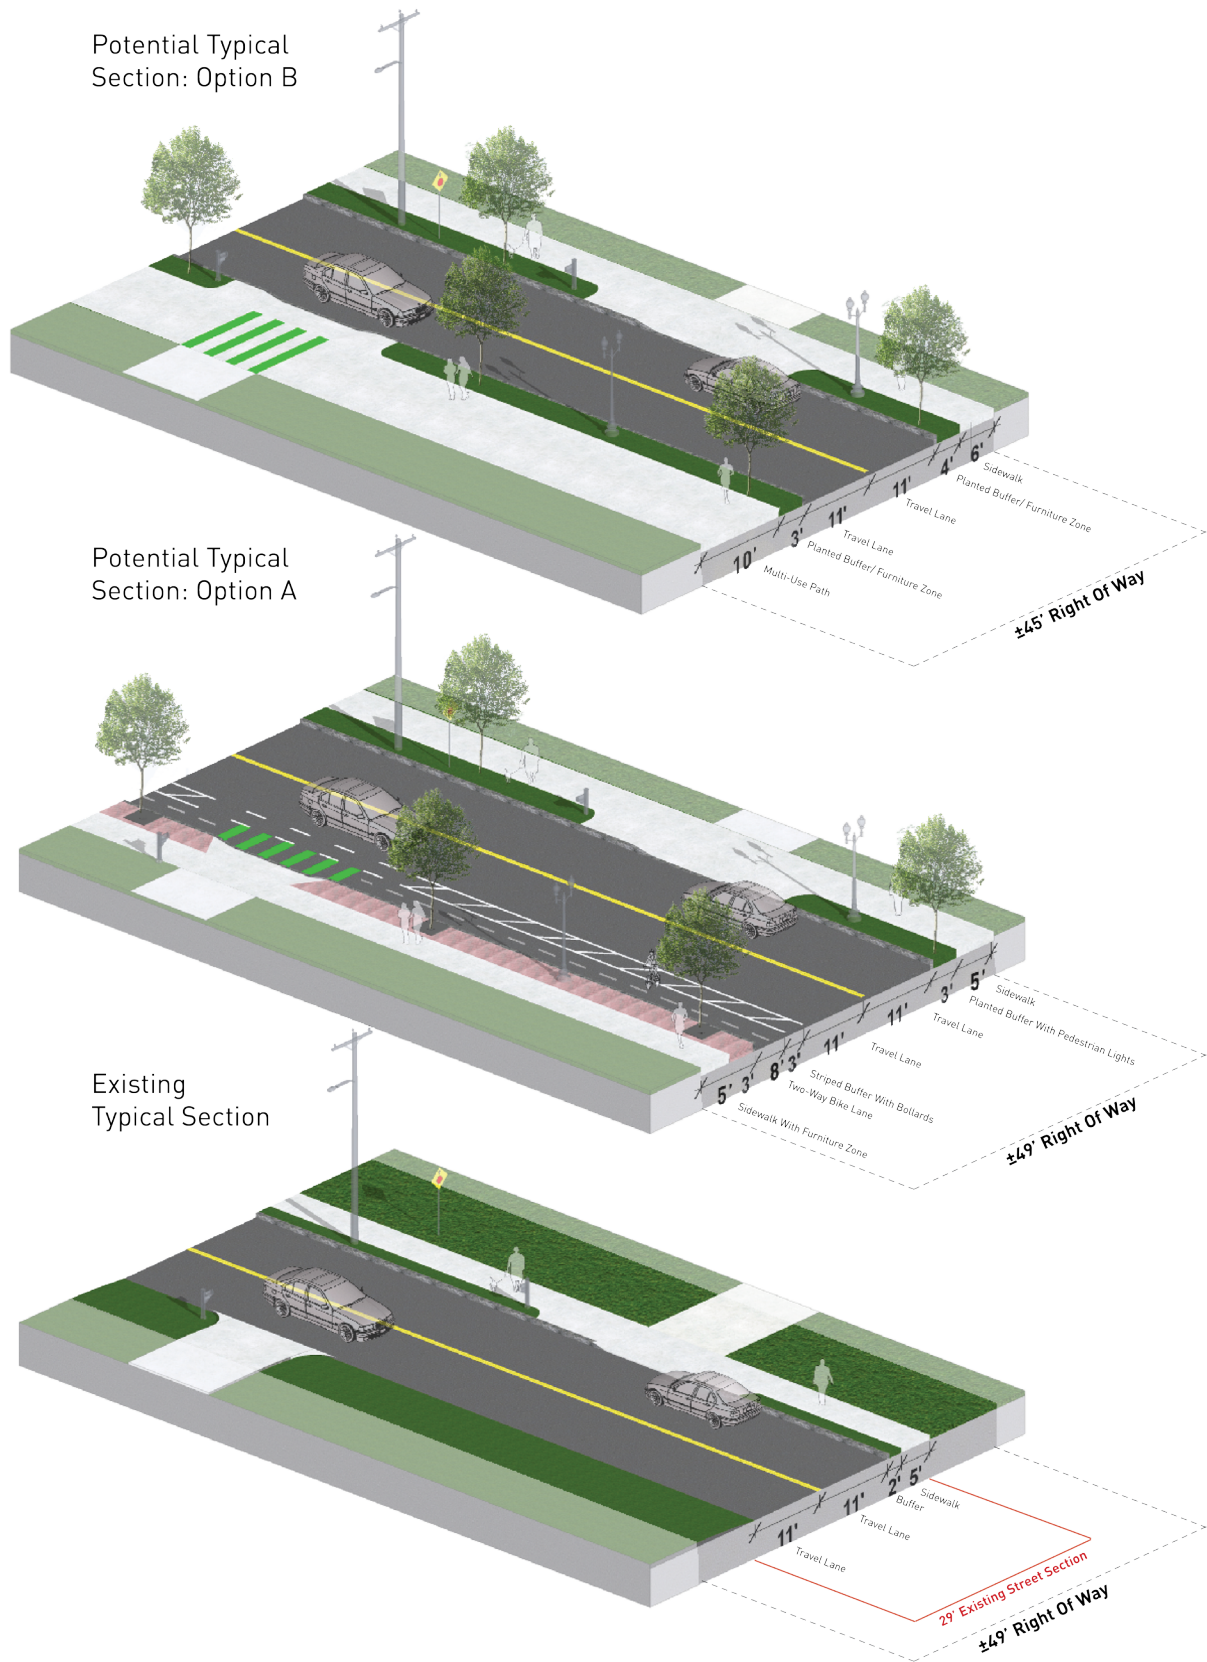 Potential Typical
Section: Option B
10'
3'
11'
11'
4'
6'
Sidewalk
Planted Buffer/ Furniture Zone
Travel Lane
Travel Lane
Planted Buffer/ Furniture Zone
Multi-Use Path
±45' Right Of Way
Potential Typical
Section: Option A
5'
3'
8'
3'
11'
11'
3'
5'
Sidewalk
Planted Buffer With Pedestrian Lights
Travel Lane
Travel Lane
Striped Buffer With Bollards
Two-Way Bike Lane
Sidewalk With Furniture Zone
±49' Right Of Way
Existing
Typical Section
11'
11'
2'
5'
Sidewalk
Buffer
Travel Lane
Travel Lane
29' Existing Street Section
±49' Right Of Way